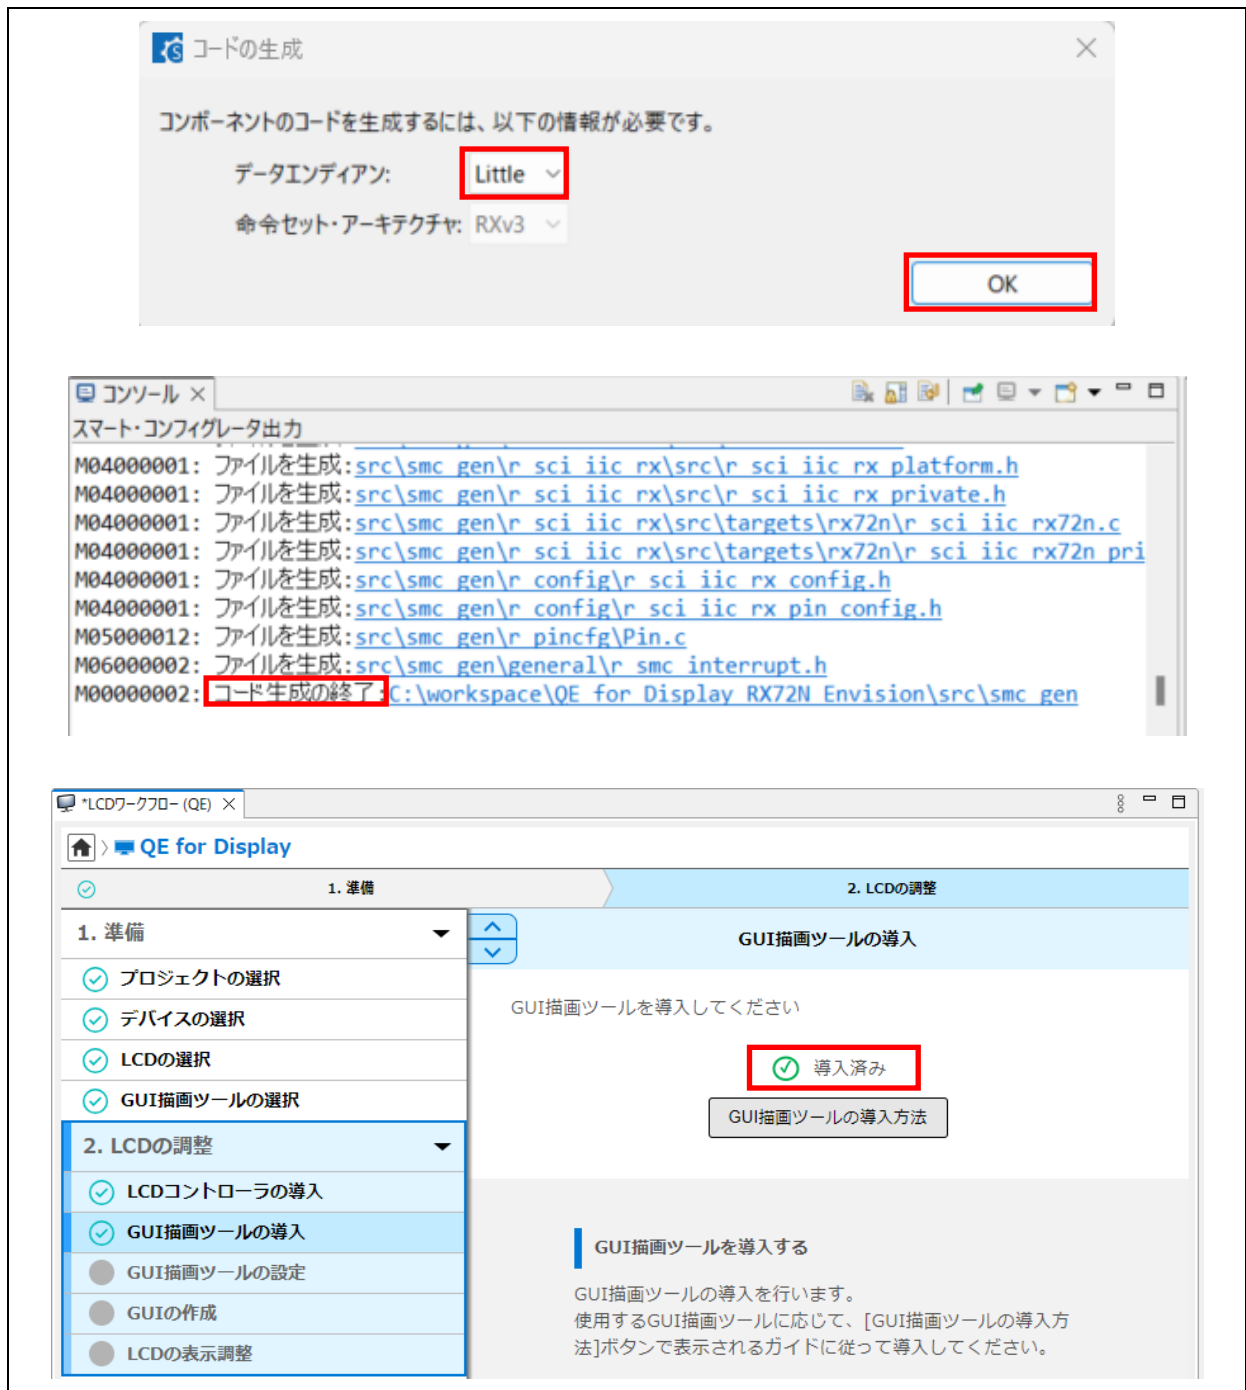 コードの生成
コンポーネントのコードを生成するには、以下の情報が必要です。
データエンディアン: Little
命令セット・アーキテクチャ: RXv3
OK
コンソール
スマート・コンフィグレータ出力
M04000001: ファイルを生成:src\smc_gen\r_sci_iic_rx\src\r_sci_iic_rx_platform.h
M04000001: ファイルを生成:src\smc_gen\r_sci_iic_rx\src\r_sci_iic_rx_private.h
M04000001: ファイルを生成:src\smc_gen\r_sci_iic_rx\src\targets\rx72n\r_sci_iic_rx72n.c
M04000001: ファイルを生成:src\smc_gen\r_sci_iic_rx\src\targets\rx72n\r_sci_iic_rx72n_pri
M04000001: ファイルを生成:src\smc_gen\r_config\r_sci_iic_rx_config.h
M04000001: ファイルを生成:src\smc_gen\r_config\r_sci_iic_rx_pin_config.h
M05000012: ファイルを生成:src\smc_gen\r_pincfg\Pin.c
M06000002: ファイルを生成:src\smc_gen\general\r_smc_interrupt.h
M00000002: コード生成の終了:C:\workspace\QE_for_Display_RX72N_Envision\src\smc_gen
*LCDワークフロー (QE)
QE for Display
1. 準備
2. LCDの調整
1. 準備
プロジェクトの選択
デバイスの選択
LCDの選択
GUI描画ツールの選択
2. LCDの調整
LCDコントローラの導入
GUI描画ツールの導入
GUI描画ツールの設定
GUIの作成
LCDの表示調整
GUI描画ツールの導入
GUI描画ツールを導入してください
導入済み
GUI描画ツールの導入方法
GUI描画ツールを導入する
GUI描画ツールの導入を行います。
使用するGUI描画ツールに応じて、[GUI描画ツールの導入方
法]ボタンで表示されるガイドに従って導入してください。